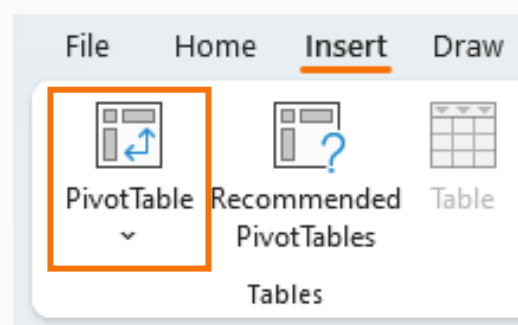 File Home Insert Draw
PivotTable
Recommended
PivotTables
Table
Tables